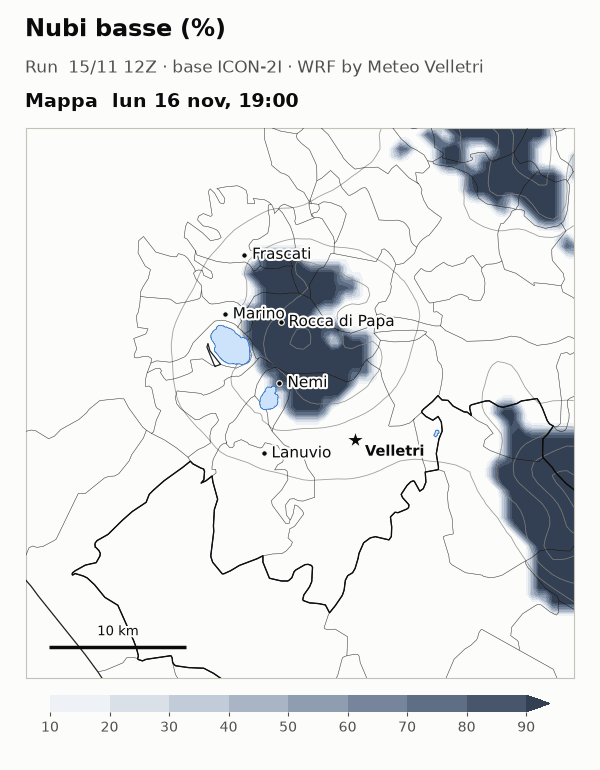 Nubi basse (%)
Run  15/11 12Z · base ICON-2I · WRF by Meteo Velletri
Mappa  lun 16 nov, 19:00
Frascati
Marino
Rocca di Papa
Nemi
Velletri
Lanuvio
10 km
10 20 30 40 50 60 70 80 90